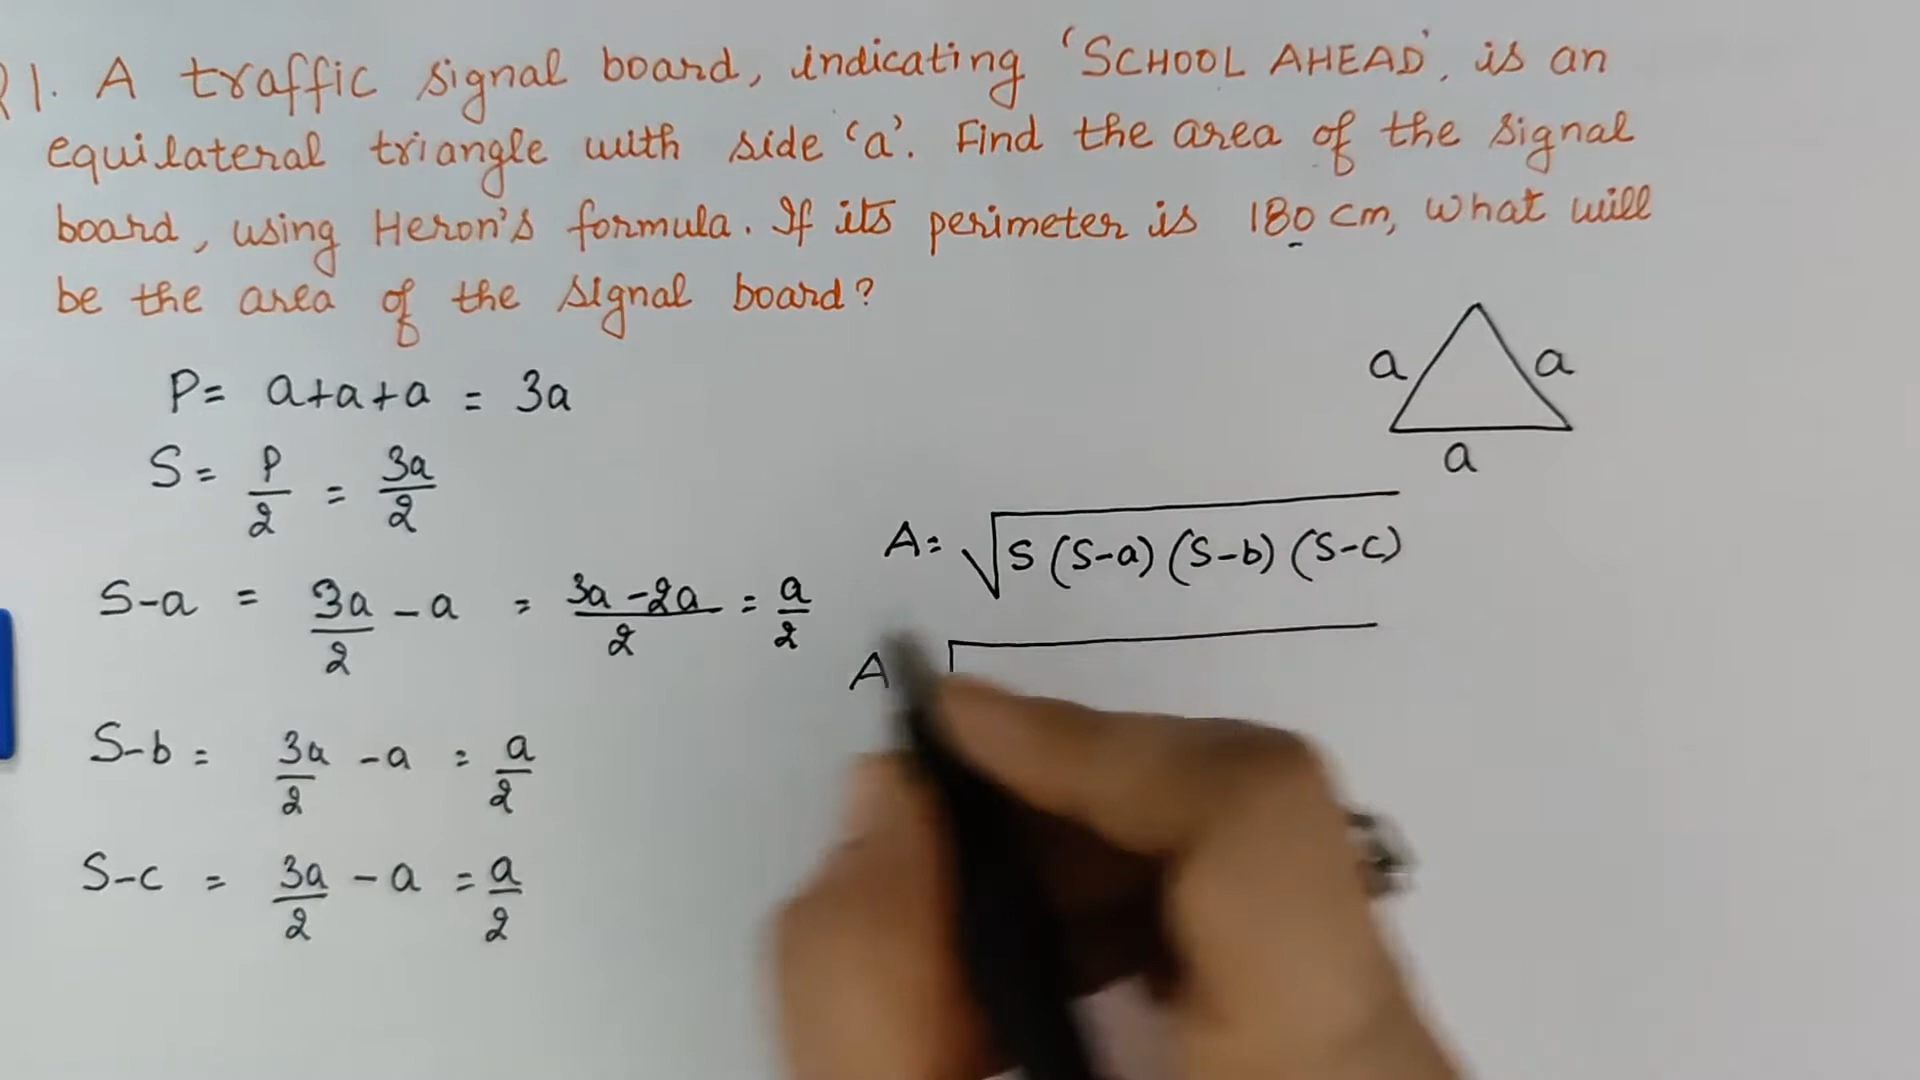 1. A traffic signal board, indicating 'SCHOOL AHEAD', is an
equilateral triangle with side 'a'. Find the area of the signal
board, using Heron's formula. If its perimeter is 180 cm, what will
be the area of the signal board?
a a
a
P= a+a+a = 3a
S= P/2 = 3a/2
A= √S(S-a)(S-b)(S-c)
S-a = 3a/2 - a = 3a-2a/2 = a/2
A
S-b = 3a/2 - a = a/2
S-c = 3a/2 - a = a/2